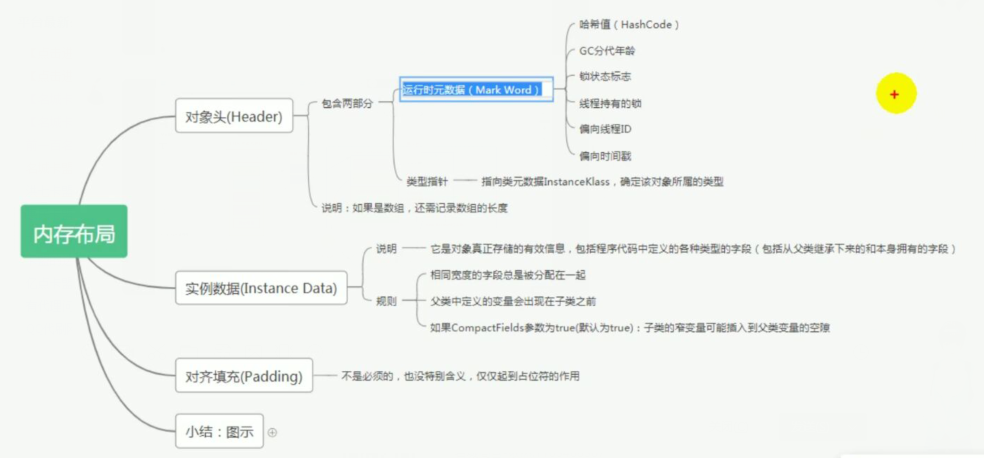 内存布局
对象头(Header)
包含两部分
运行时元数据（Mark Word）
哈希值（HashCode）
GC分代年龄
锁状态标志
线程持有的锁
偏向线程ID
偏向时间戳
类型指针
指向类元数据InstanceKlass，确定该对象所属的类型
说明：如果是数组，还需记录数组的长度
实例数据(Instance Data)
说明
它是对象真正存储的有效信息，包括程序代码中定义的各种类型的字段（包括从父类继承下来的和本身拥有的字段）
规则
相同宽度的字段总是被分配在一起
父类中定义的变量会出现在子类之前
如果CompactFields参数为true(默认为true)：子类的窄变量可能插入到父类变量的空隙
对齐填充(Padding)
不是必须的，也没特别含义，仅仅起到占位符的作用
小结：图示